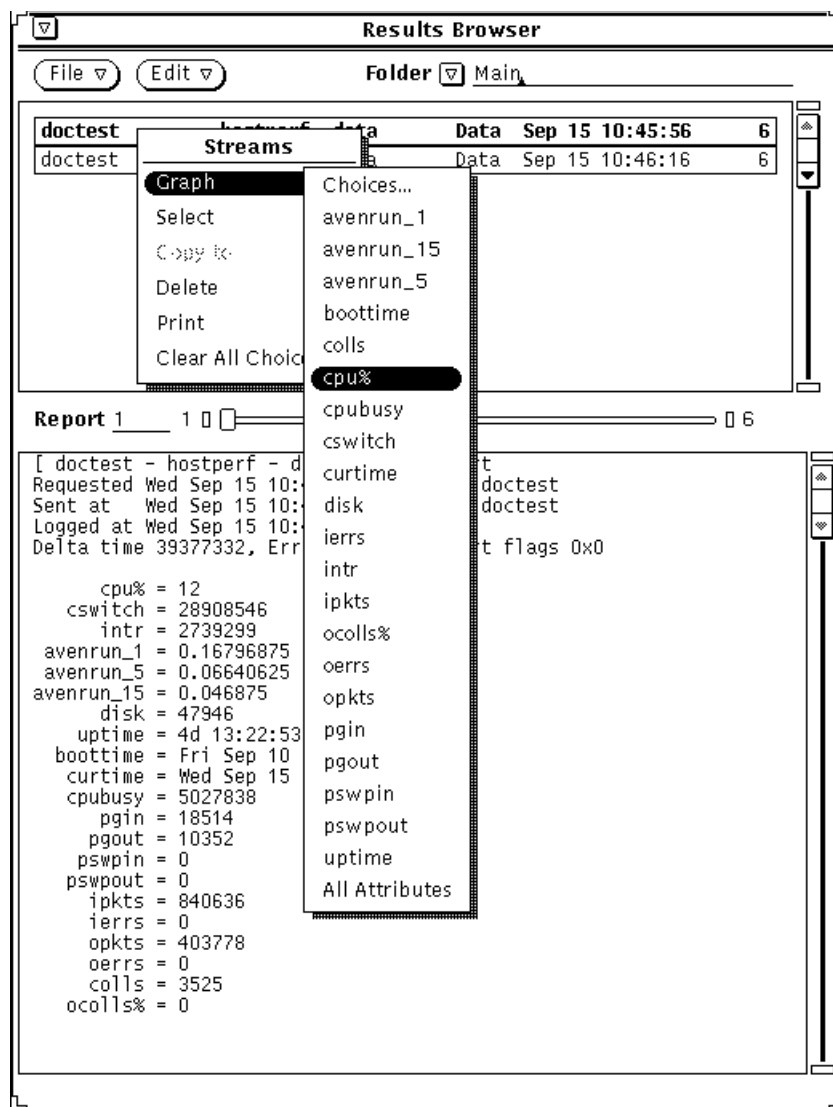 Results Browser
File Edit Folder Main
doctest data Data Sep 15 10:45:56 6
doctest Data Sep 15 10:46:16 6
Streams
Graph
Select
Copy to
Delete
Print
Clear All
Choices...
avenrun_1
avenrun_15
avenrun_5
boottime
colls
cpu%
cpubusy
cswitch
curtime
disk
ierrs
intr
ipkts
ocolls%
oerrs
opkts
pgin
pgout
pswpin
pswpout
uptime
All Attributes
Report 1 1 6
[ doctest - hostperf -
Requested Wed Sep 15 doctest
Sent at Wed Sep 15 doctest
Logged at Wed Sep 15
Delta time 39377332, flags 0x0
cpu% = 12
cswitch = 28908546
intr = 2739299
avenrun_1 = 0.16796875
avenrun_5 = 0.06640625
avenrun_15 = 0.046875
disk = 47946
uptime = 4d 13:22:53
boottime = Fri Sep 10
curtime = Wed Sep 15
cpubusy = 5027838
pgin = 18514
pgout = 10352
pswpin = 0
pswpout = 0
ipkts = 840636
ierrs = 0
opkts = 403778
oerrs = 0
colls = 3525
ocolls% = 0